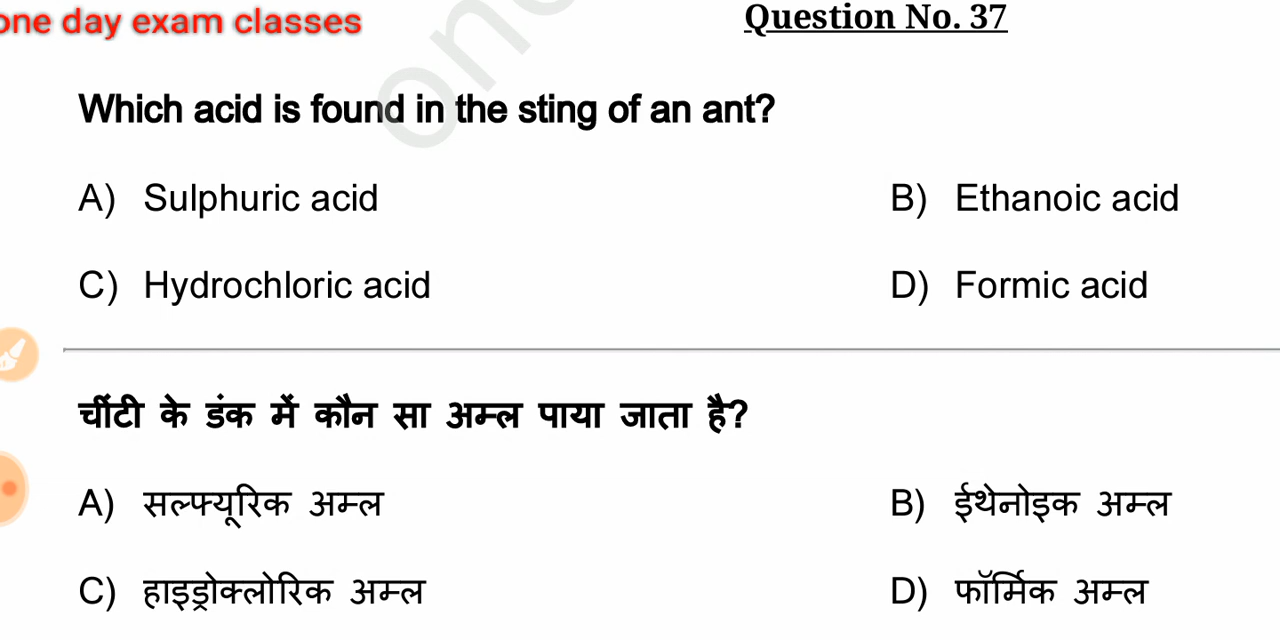 one day exam classes
Question No. 37
Which acid is found in the sting of an ant?
A) Sulphuric acid B) Ethanoic acid
C) Hydrochloric acid D) Formic acid
चींटी के डंक में कौन सा अम्ल पाया जाता है?
A) सल्फ्यूरिक अम्ल B) ईथेनोइक अम्ल
C) हाइड्रोक्लोरिक अम्ल D) फॉर्मिक अम्ल